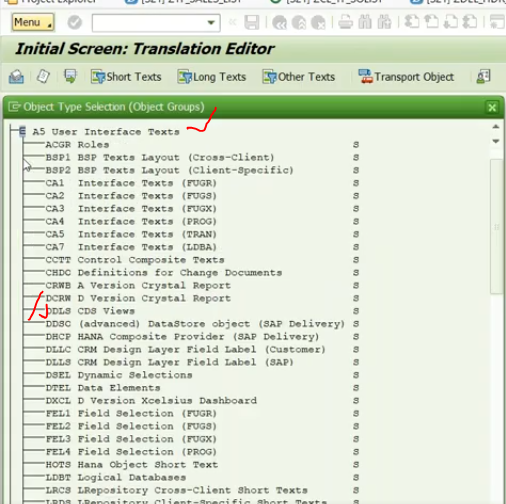 Project Explorer
[S21] ZCL_
Menu
Initial Screen: Translation Editor
Short Texts Long Texts Other Texts Transport Object
Object Type Selection (Object Groups)
A5 User Interface Texts
ACGR Roles S
BSP1 BSP Texts Layout (Cross-Client) S
BSP2 BSP Texts Layout (Client-Specific) S
CA1 Interface Texts (FUGR) S
CA2 Interface Texts (FUGS) S
CA3 Interface Texts (FUGX) S
CA4 Interface Texts (PROG) S
CA5 Interface Texts (TRAN) S
CA7 Interface Texts (LDBA) S
CCTT Control Composite Texts S
CHDC Definitions for Change Documents S
CRWB A Version Crystal Report S
DCRW D Version Crystal Report S
DDLS CDS Views S
DDSC (advanced) DataStore object (SAP Delivery) S
DHCP HANA Composite Provider (SAP Delivery) S
DLLC CRM Design Layer Field Label (Customer) S
DLLS CRM Design Layer Field Label (SAP) S
DSEL Dynamic Selections S
DTEL Data Elements S
DXCL D Version Xcelsius Dashboard S
FEL1 Field Selection (FUGR) S
FEL2 Field Selection (FUGS) S
FEL3 Field Selection (FUGX) S
FEL4 Field Selection (PROG) S
HOTS Hana Object Short Text S
LDBT Logical Databases S
LRCS LRepository Cross-Client Short Texts S
LRDS LRepository Client-Specific Short Texts S